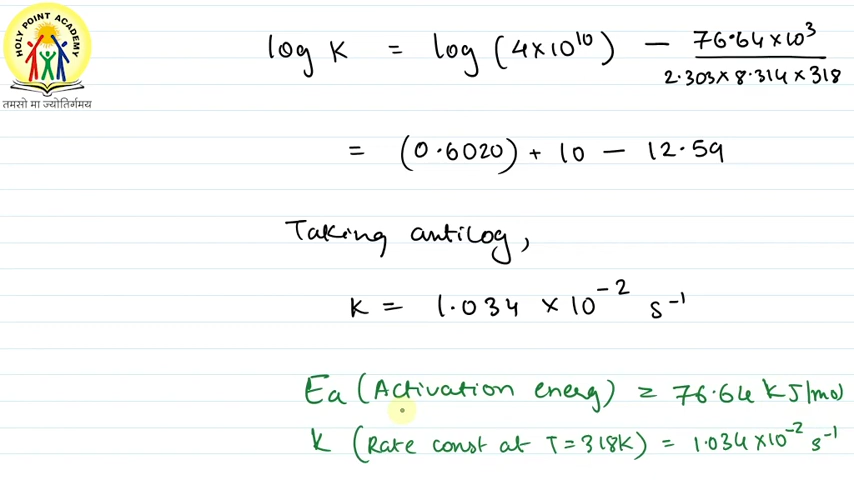 HOLY POINT ACADEMY
तमसो मा ज्योतिर्गमय
log K = log (4×10¹⁰) − 76.64×10³ / 2.303×8.314×318
= (0.6020) + 10 − 12.59
Taking antilog,
K = 1.034 × 10⁻² s⁻¹
Ea (Activation energ) = 76.64 kJ/mol
K (Rate const at T=318K) = 1.034×10⁻² s⁻¹